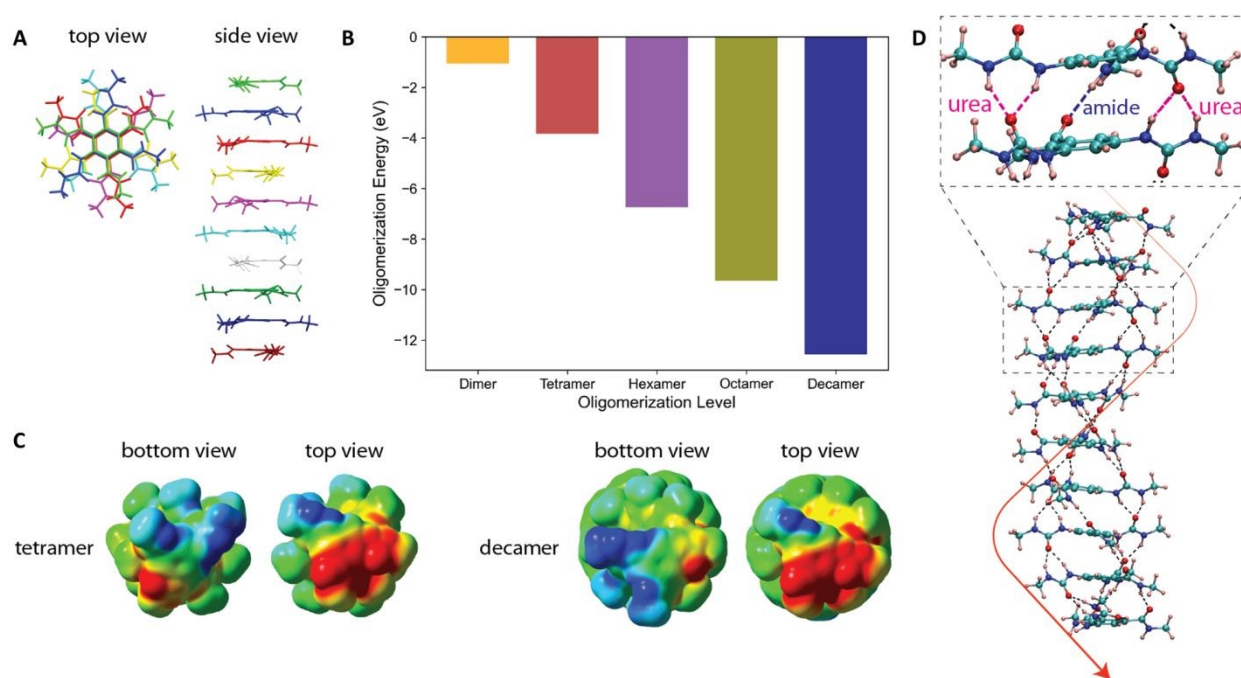 A
top view
side view
B
0
−2
−4
−6
−8
−10
−12
Oligomerization Energy (eV)
Dimer
Tetramer
Hexamer
Octamer
Decamer
Oligomerization Level
C
bottom view
top view
bottom view
top view
tetramer
decamer
D
urea
amide
urea